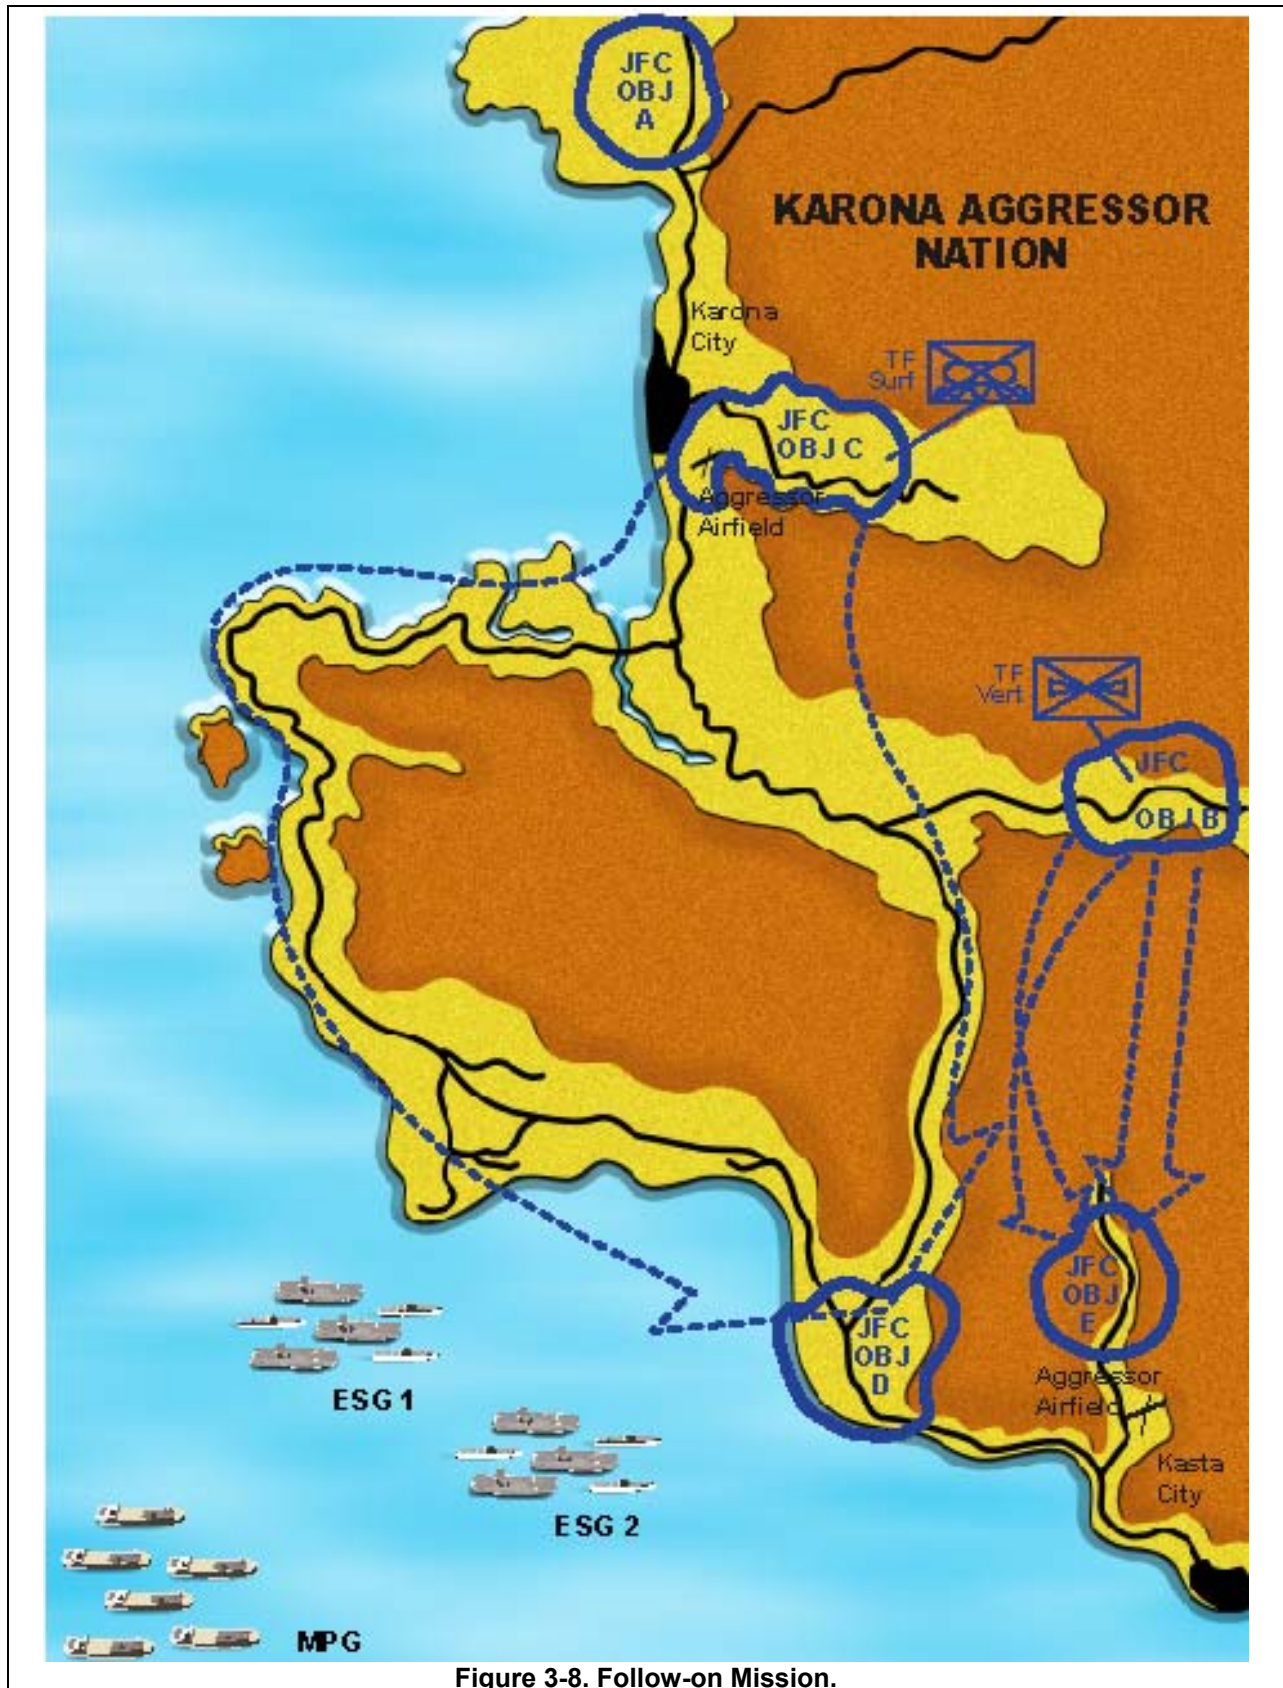 JFC
OBJ
A
KARONA AGGRESSOR
NATION
Karona
City
TF
Surf
JFC
OBJ C
Aggressor
Airfield
TF
Vert
JFC
OBJ B
JFC
OBJ
E
JFC
OBJ
D
Aggressor
Airfield
ESG 1
Kasta
City
ESG 2
MPG
Figure 3-8. Follow-on Mission.